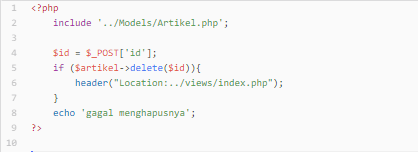 1 <?php
2 include '../Models/Artikel.php';
3
4 $id = $_POST['id'];
5 if ($artikel->delete($id)){
6 header("Location:../views/index.php");
7 }
8 echo 'gagal menghapusnya';
9 ?>
10